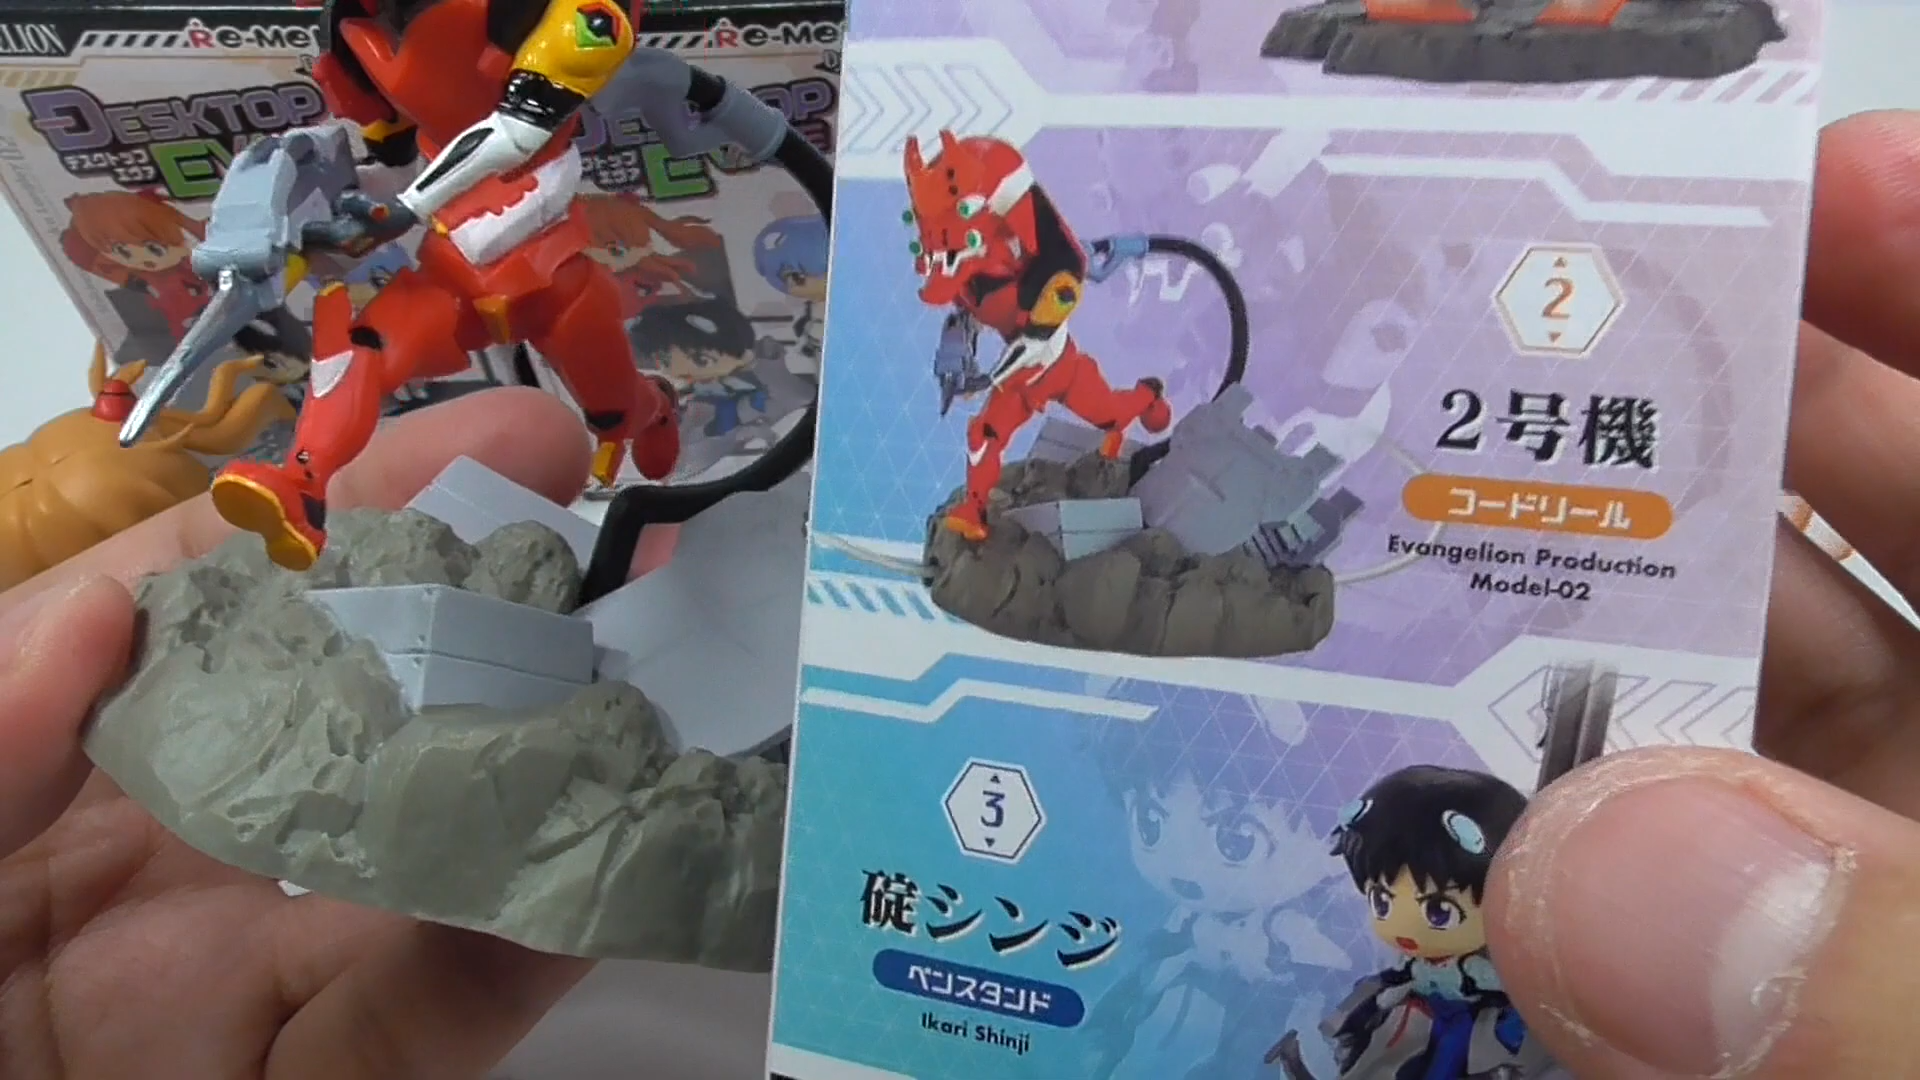 Re-Me
Re-Me
DESKTOP
デスクトップ
エヴァ
2
2号機
コードリール
Evangelion Production
Model-02
3
碇シンジ
ペンスタンド
Ikari Shinji